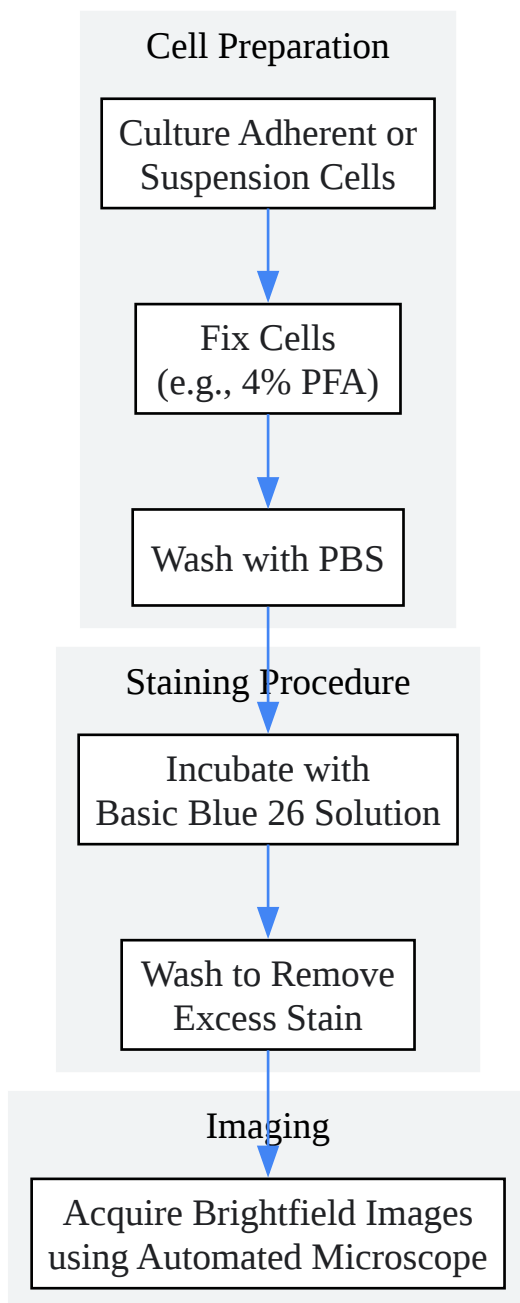 Cell Preparation
Culture Adherent or
Suspension Cells
Fix Cells
(e.g., 4% PFA)
Wash with PBS
Staining Procedure
Incubate with
Basic Blue 26 Solution
Wash to Remove
Excess Stain
Imaging
Acquire Brightfield Images
using Automated Microscope